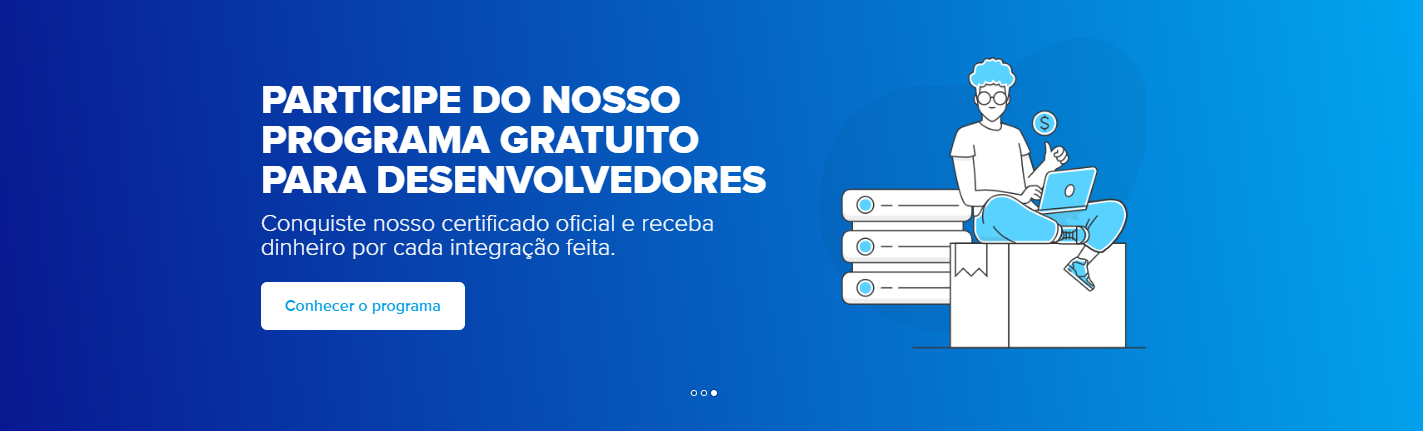 PARTICIPE DO NOSSO
PROGRAMA GRATUITO
PARA DESENVOLVEDORES
Conquiste nosso certificado oficial e receba
dinheiro por cada integração feita.
Conhecer o programa
$